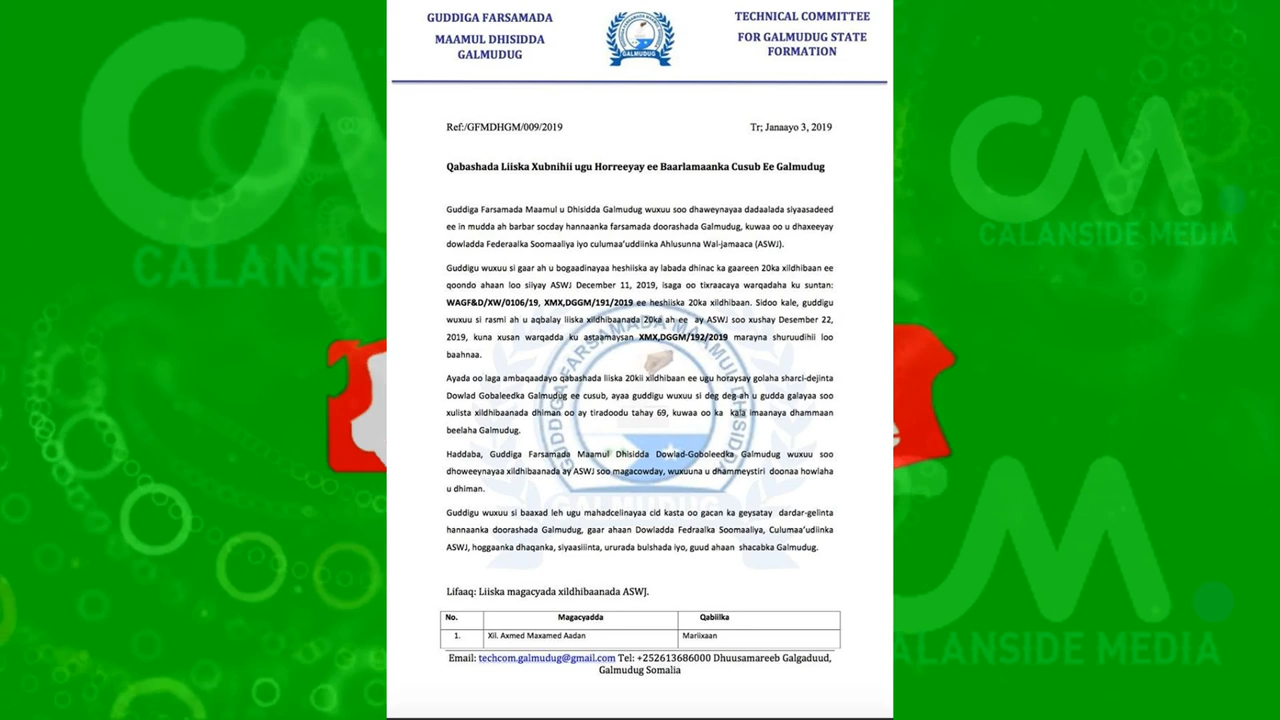 GUDDIGA FARSAMADA
MAAMUL DHISIDDA
GALMUDUG
GALMUDUG
TECHNICAL COMMITTEE
FOR GALMUDUG STATE
FORMATION
Ref:/GFMDHGM/009/2019
Tr; Janaayo 3, 2019
Qabashada Liiska Xubnihii ugu Horreeyay ee Baarlamaanka Cusub Ee Galmudug
Guddiga Farsamada Maamul u Dhisidda Galmudug wuxuu soo dhaweynayaa dadaalada siyaasadeed
ee in mudda ah barbar socday hannaanka farsamada doorashada Galmudug, kuwaa oo u dhaxeeyay
dowladda Federaalka Soomaaliya iyo culumaa'uddiinka Ahlusunna Wal-jamaaca (ASWJ).
Guddigu wuxuu si gaar ah u bogaadinayaa heshiiska ay labada dhinac ka gaareen 20ka xildhibaan ee
qoondo ahaan loo siiyay ASWJ December 11, 2019, isaga oo tixraacaya warqadaha ku suntan:
WAGF&D/XW/0106/19, XMX,DGGM/191/2019 ee heshiiska 20ka xildhibaan. Sidoo kale, guddigu
wuxuu si rasmi ah u aqbalay liiska xildhibaanada 20ka ah ee ay ASWJ soo xushay Desember 22,
2019, kuna xusan warqadda ku astaamaysan XMX,DGGM/192/2019 marayna shuruudihii loo
baahnaa.
Ayada oo laga ambaqaadayo qabashada liiska 20kii xildhibaan ee ugu horaysay golaha sharci-dejinta
Dowlad Gobaleedka Galmudug ee cusub, ayaa guddigu wuxuu si deg deg ah u gudda galayaa soo
xulista xildhibaanada dhiman oo ay tiradoodu tahay 69, kuwaa oo ka kala imaanaya dhammaan
beelaha Galmudug.
Haddaba, Guddiga Farsamada Maamul Dhisidda Dowlad-Goboleedka Galmudug wuxuu soo
dhoweeynayaa xildhibaanada ay ASWJ soo magacowday, wuxuuna u dhammeystiri doonaa howlaha
u dhiman.
Guddigu wuxuu si baaxad leh ugu mahadcelinayaa cid kasta oo gacan ka geysatay dardar-gelinta
hannaanka doorashada Galmudug, gaar ahaan Dowladda Fedraalka Soomaaliya, Culumaa'udiinka
ASWJ, hoggaanka dhaqanka, siyaasiiinta, ururada bulshada iyo, guud ahaan shacabka Galmudug.
Lifaaq: Liiska magacyada xildhibaanada ASWJ.
No. Magacyadda Qabiilka
1. Xil. Axmed Maxamed Aadan Mariixaan
Email: techcom.galmudug@gmail.com Tel: +252613686000 Dhuusamareeb Galgaduud,
Galmudug Somalia
GUDDIGA FARSAMADA MAAMUL DHISIDDA
GALMUDUG
CM
CALANSIDE
CM
CALANSIDE MEDIA
CM
CALANSIDE MEDIA